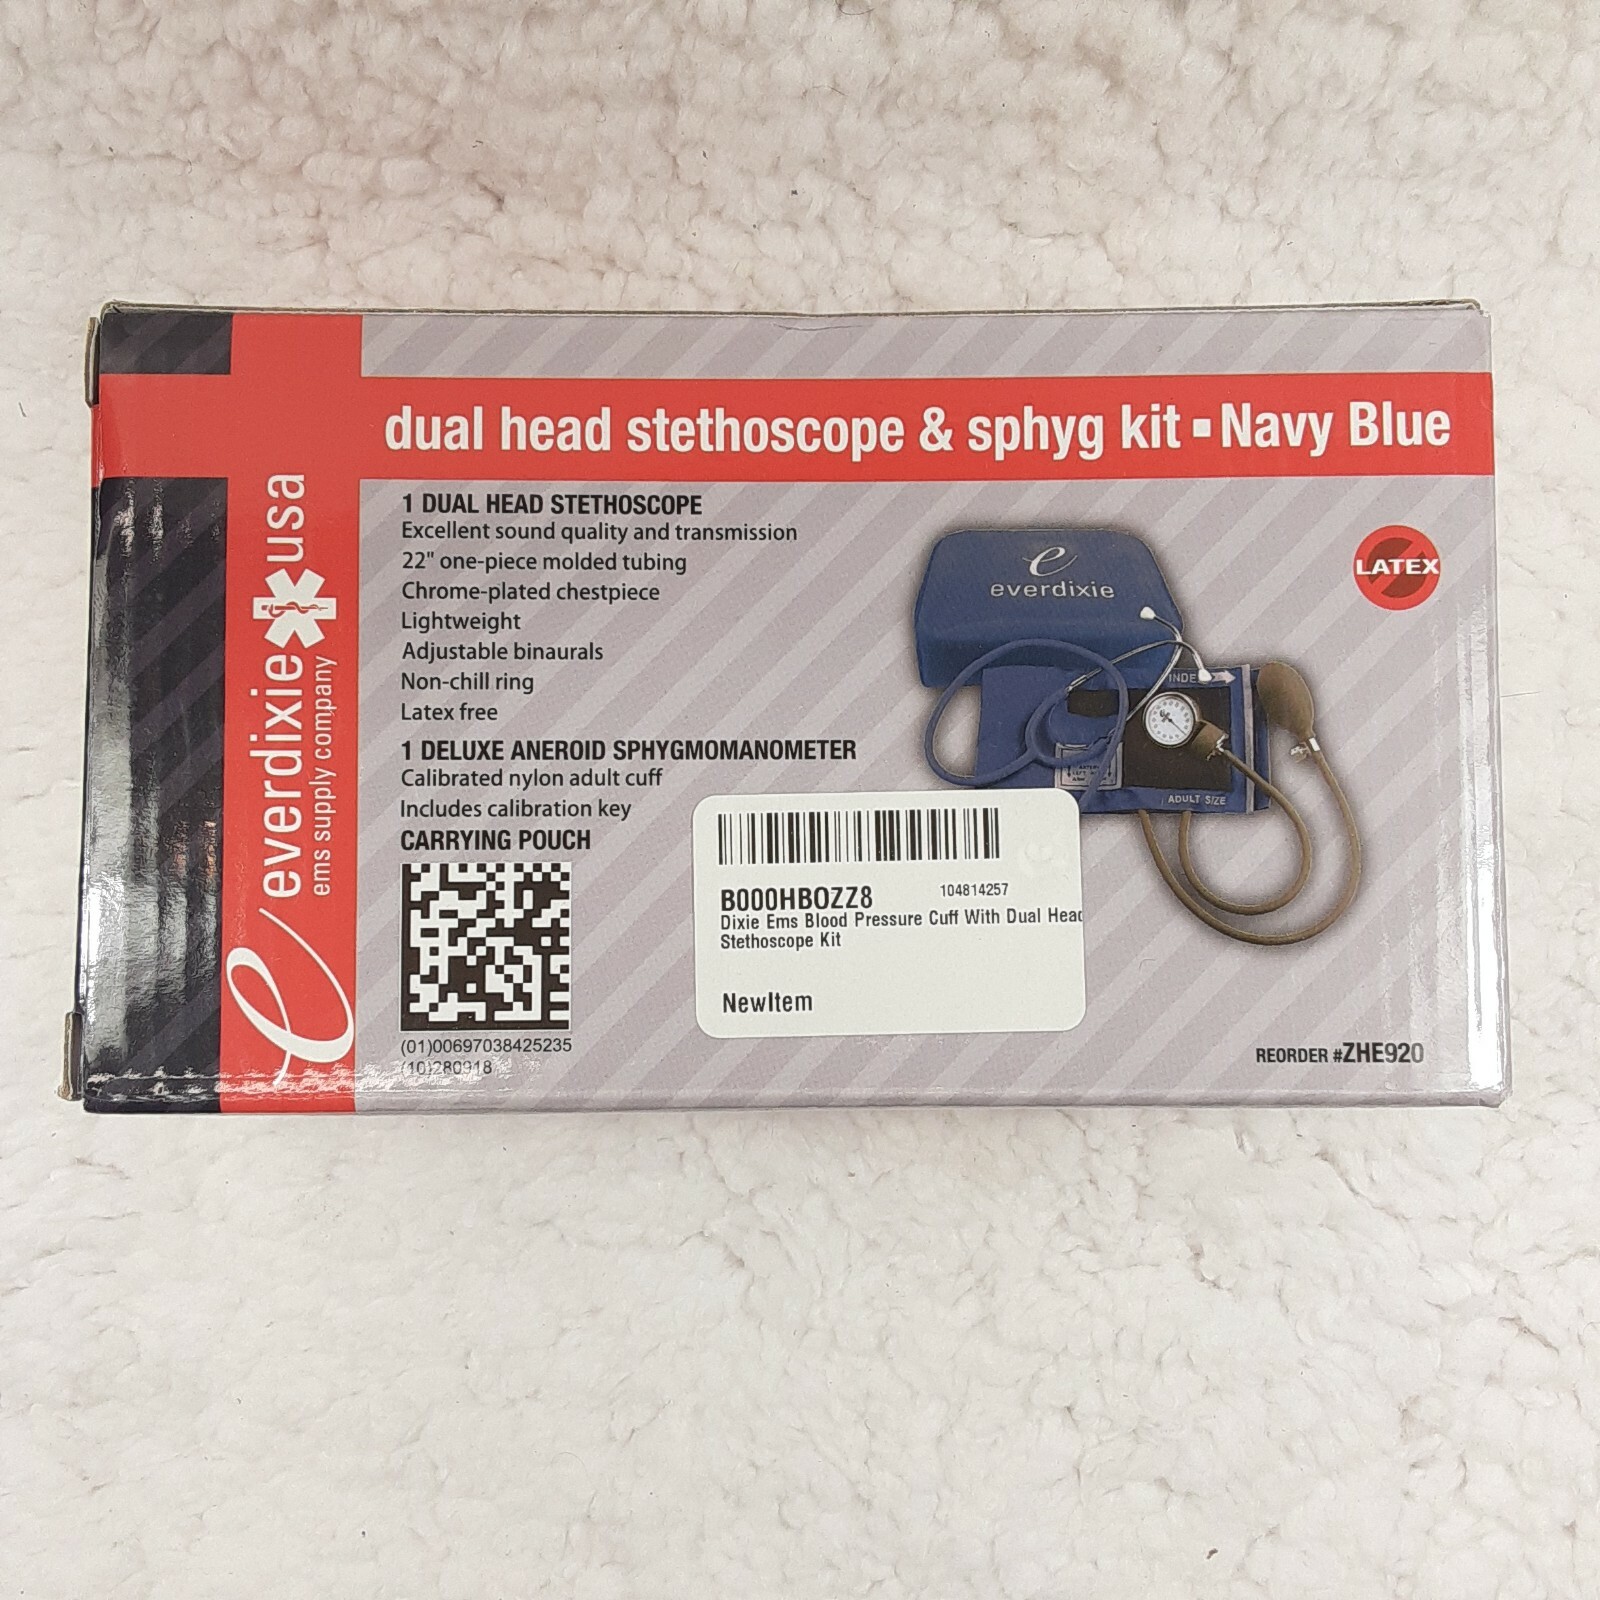 dual head stethoscope & sphyg kit ▪ Navy Blue
everdixie usa
ems supply company
e
1 DUAL HEAD STETHOSCOPE
Excellent sound quality and transmission
22" one-piece molded tubing
Chrome-plated chestpiece
Lightweight
Adjustable binaurals
Non-chill ring
Latex free
1 DELUXE ANEROID SPHYGMOMANOMETER
Calibrated nylon adult cuff
Includes calibration key
CARRYING POUCH
(01)00697038425235
(10)280918
LATEX
e
everdixie
INDE
ADULT SIZE
B000HBOZZ8
104814257
Dixie Ems Blood Pressure Cuff With Dual Head
Stethoscope Kit
NewItem
REORDER #ZHE920